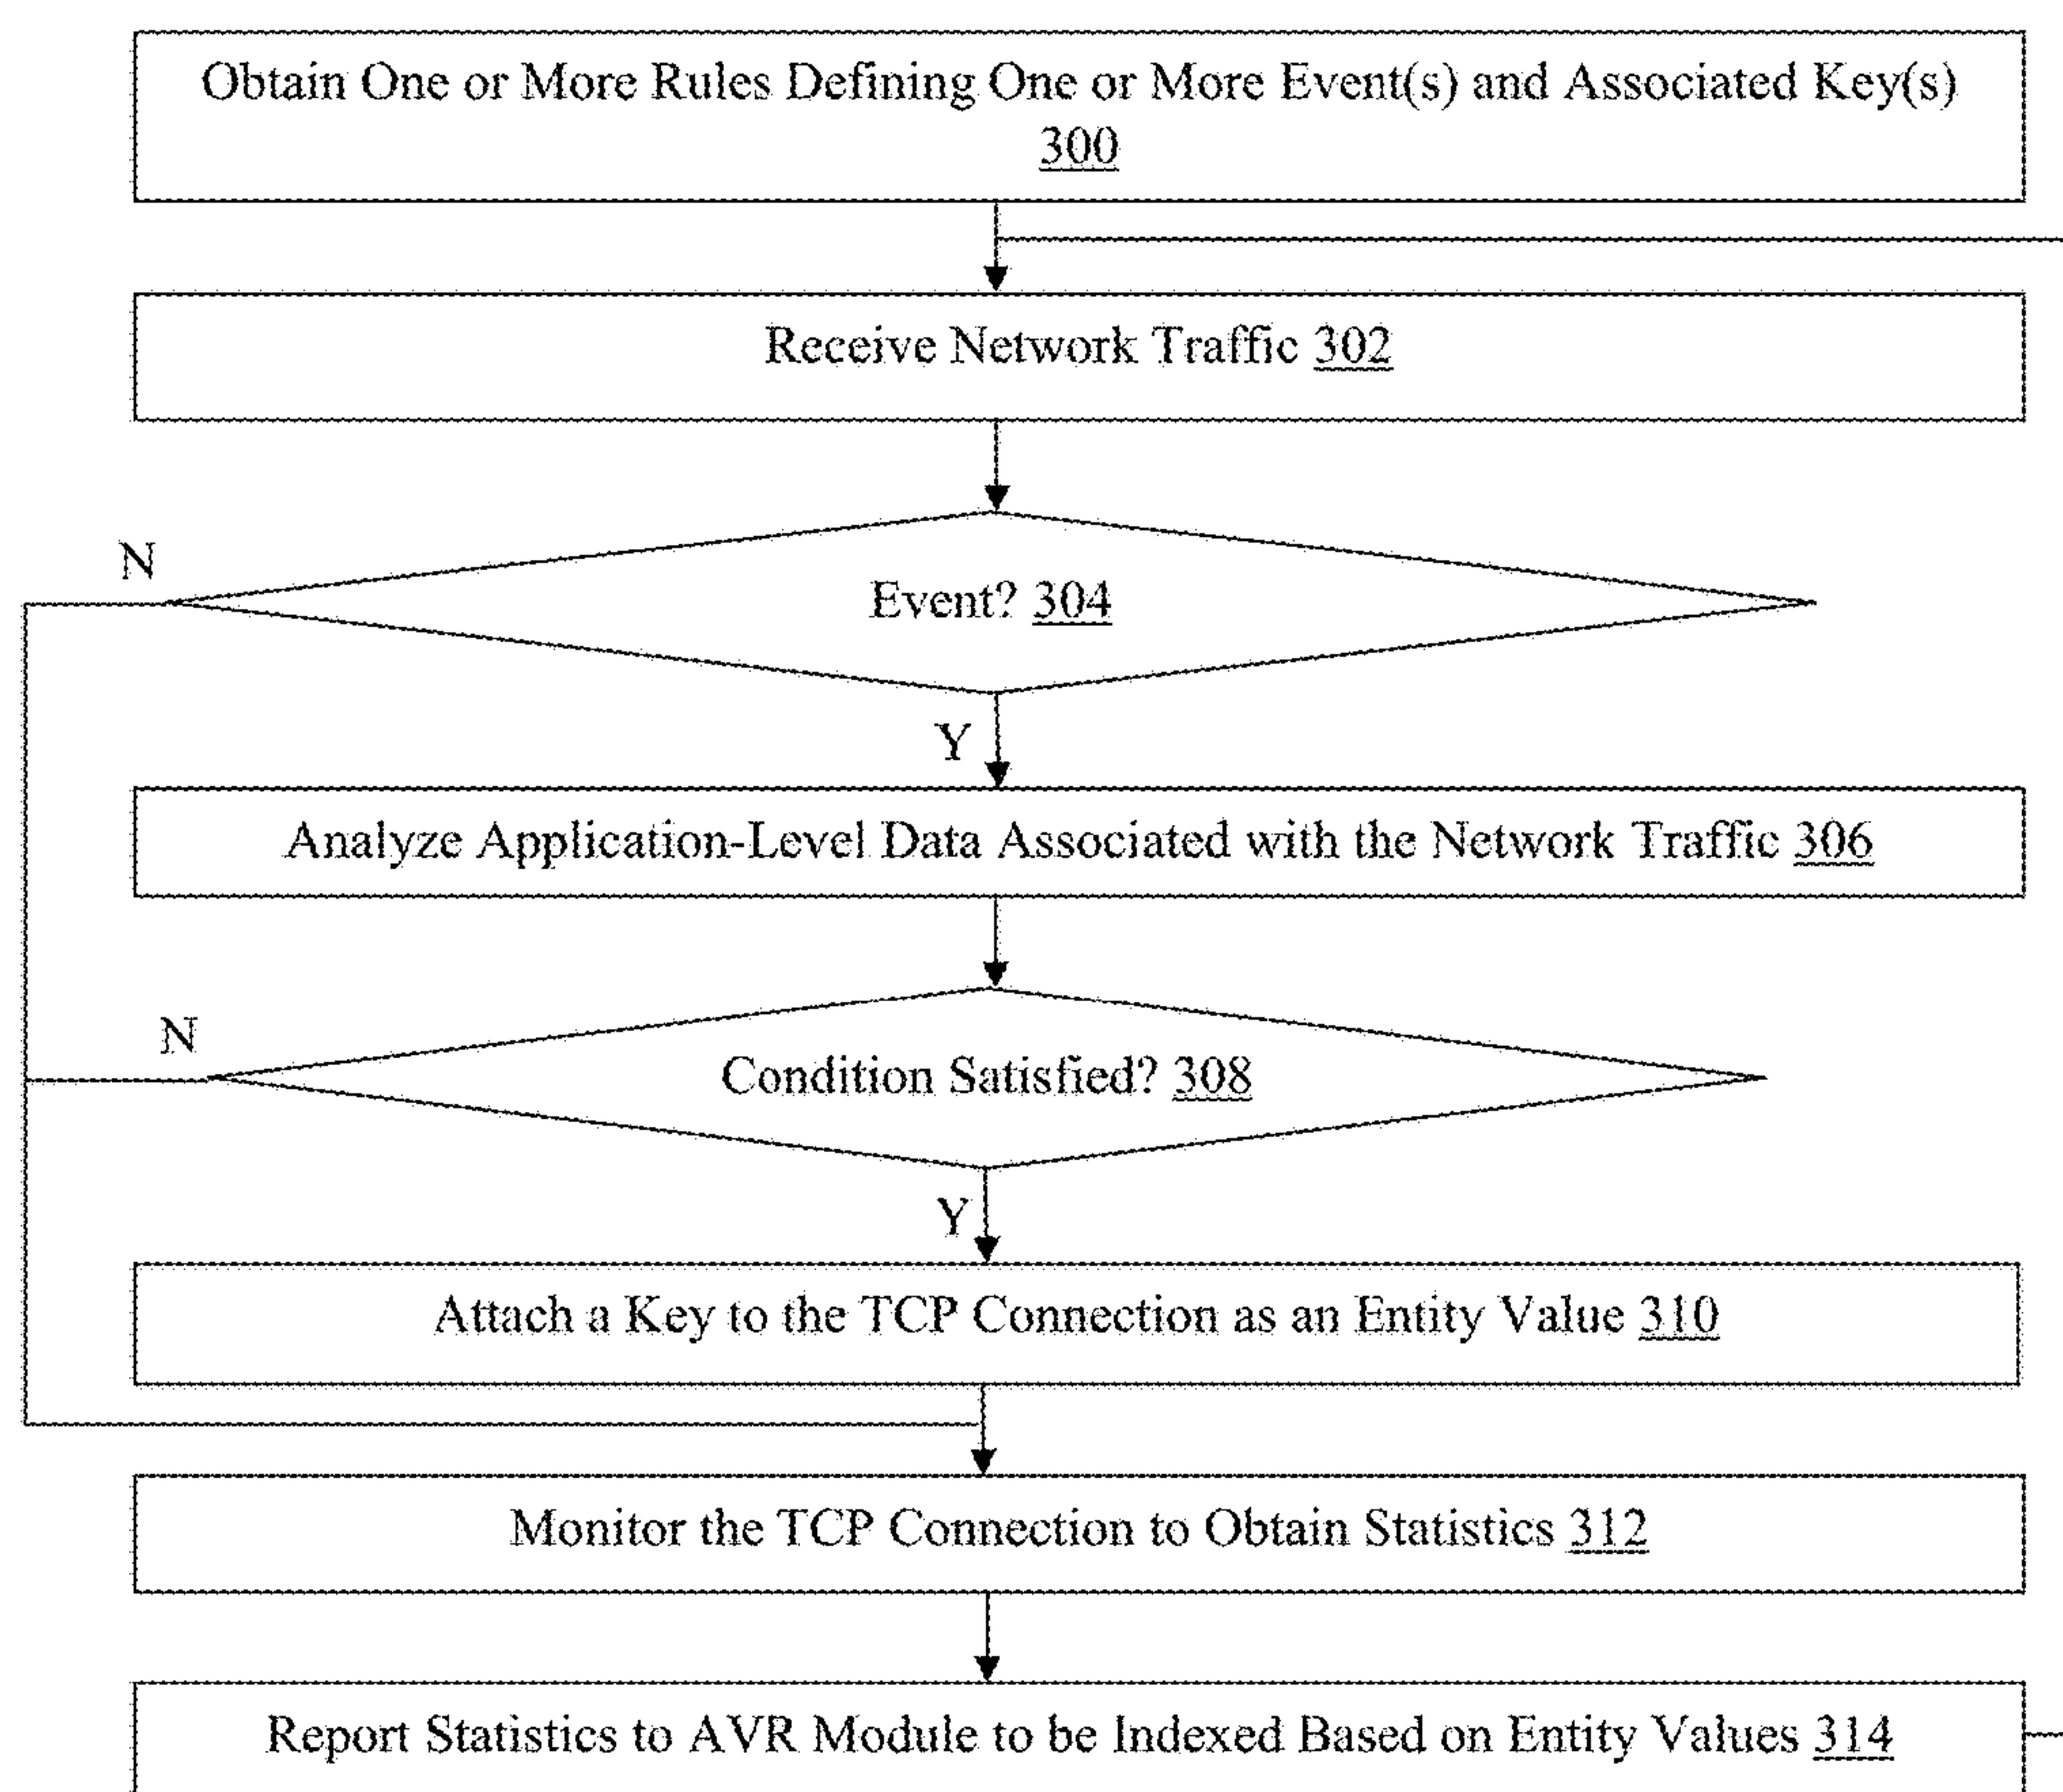 Obtain One or More Rules Defining One or More Event(s) and Associated Key(s)
300
Receive Network Traffic 302
N
Event? 304
Y
Analyze Application-Level Data Associated with the Network Traffic 306
N
Condition Satisfied? 308
Y
Attach a Key to the TCP Connection as an Entity Value 310
Monitor the TCP Connection to Obtain Statistics 312
Report Statistics to AVR Module to be Indexed Based on Entity Values 314